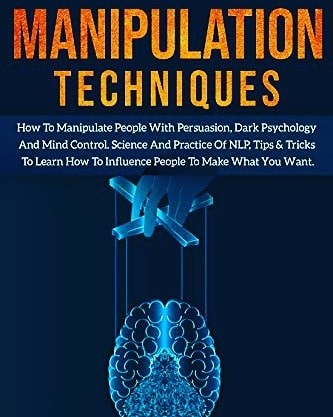 MANIPULATION
TECHNIQUES
How To Manipulate People With Persuasion, Dark Psychology
And Mind Control. Science And Practice Of NLP, Tips & Tricks
To Learn How To Influence People To Make What You Want.